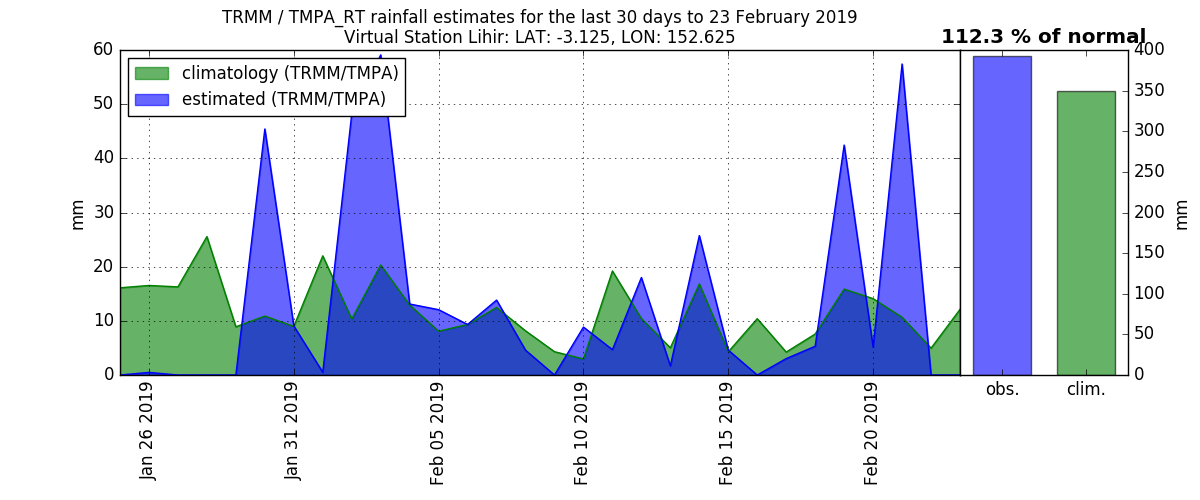 TRMM / TMPA_RT rainfall estimates for the last 30 days to 23 February 2019
Virtual Station Lihir: LAT: -3.125, LON: 152.625
112.3 % of normal
climatology (TRMM/TMPA)
estimated (TRMM/TMPA)
60
50
40
30
20
10
0
mm
Jan 26 2019
Jan 31 2019
Feb 05 2019
Feb 10 2019
Feb 15 2019
Feb 20 2019
400
350
300
250
200
150
100
50
0
mm
obs.
clim.